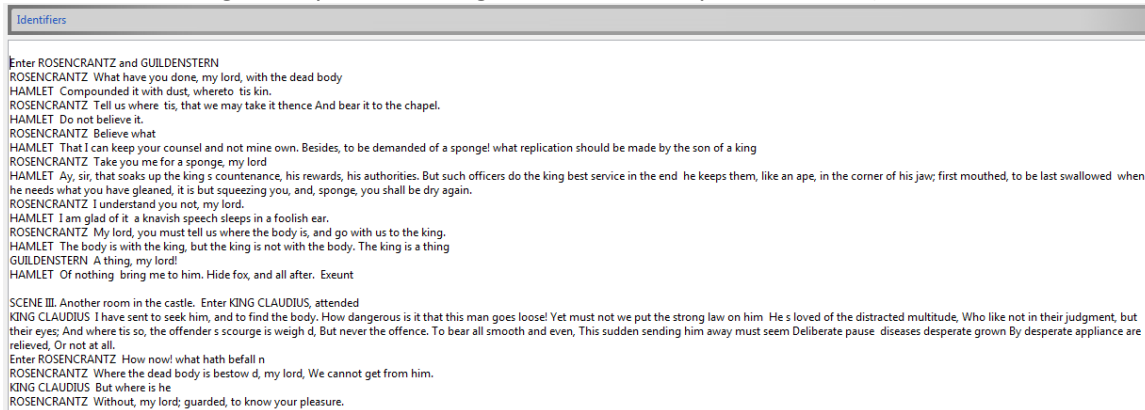 Identifiers
Enter ROSENCRANTZ and GUILDENSTERN
ROSENCRANTZ What have you done, my lord, with the dead body
HAMLET Compounded it with dust, whereto tis kin.
ROSENCRANTZ Tell us where tis, that we may take it thence And bear it to the chapel.
HAMLET Do not believe it.
ROSENCRANTZ Believe what
HAMLET That I can keep your counsel and not mine own. Besides, to be demanded of a sponge! what replication should be made by the son of a king
ROSENCRANTZ Take you me for a sponge, my lord
HAMLET Ay, sir, that soaks up the king s countenance, his rewards, his authorities. But such officers do the king best service in the end he keeps them, like an ape, in the corner of his jaw; first mouthed, to be last swallowed when
he needs what you have gleaned, it is but squeezing you, and, sponge, you shall be dry again.
ROSENCRANTZ I understand you not, my lord.
HAMLET I am glad of it a knavish speech sleeps in a foolish ear.
ROSENCRANTZ My lord, you must tell us where the body is, and go with us to the king.
HAMLET The body is with the king, but the king is not with the body. The king is a thing
GUILDENSTERN A thing, my lord!
HAMLET Of nothing bring me to him. Hide fox, and all after. Exeunt
SCENE III. Another room in the castle. Enter KING CLAUDIUS, attended
KING CLAUDIUS I have sent to seek him, and to find the body. How dangerous is it that this man goes loose! Yet must not we put the strong law on him He s loved of the distracted multitude, Who like not in their judgment, but
their eyes; And where tis so, the offender s scourge is weigh d, But never the offence. To bear all smooth and even, This sudden sending him away must seem Deliberate pause diseases desperate grown By desperate appliance are
relieved, Or not at all.
Enter ROSENCRANTZ How now! what hath befall n
ROSENCRANTZ Where the dead body is bestow d, my lord, We cannot get from him.
KING CLAUDIUS But where is he
ROSENCRANTZ Without, my lord; guarded, to know your pleasure.